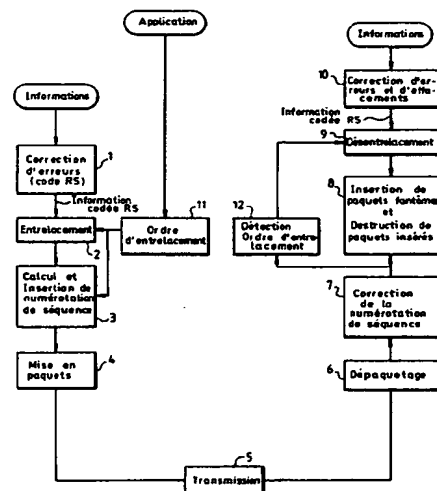 Application
Informations
1
Correction
d'erreurs
(code RS)
Information
codée RS
Entrelacement
2
11
Ordre
d'entrelacement
Calcul et
Insertion de
numérotation
de séquence
3
4
Mise en
paquets
5
Transmission
Informations
10
Correction d'er-
reurs et d'effa-
cements
Information
codée RS
9
Désentrelacement
8
Insertion de
paquets fantôme
et
Destruction de
paquets insérés
12
Détection
Ordre d'entre-
lacement
7
Correction
de la
numérotation
de séquence
6
Dépaquetage